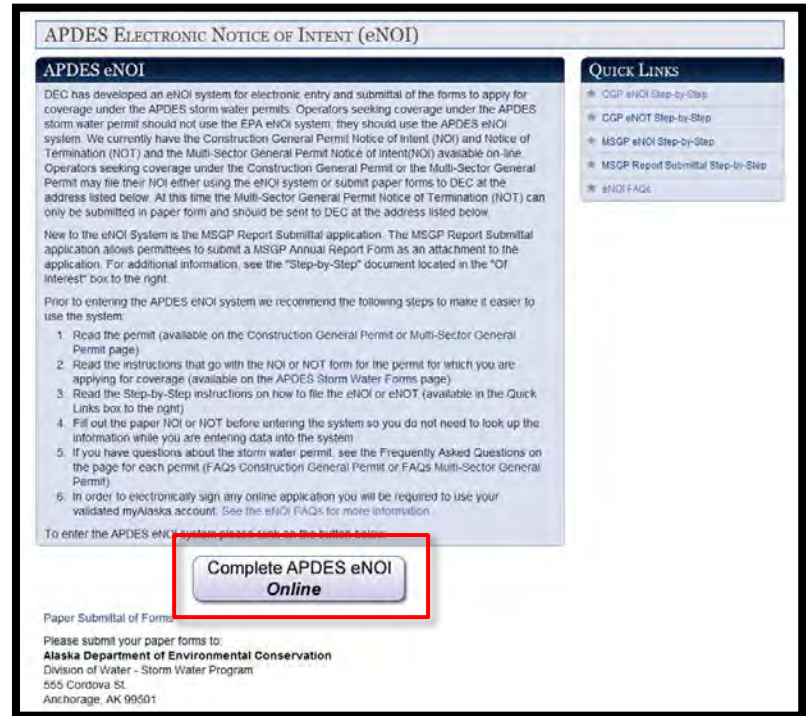 APDES ELECTRONIC NOTICE OF INTENT (eNOI)
APDES eNOI
DEC has developed an eNOI system for electronic entry and submittal of the forms to apply for
coverage under the APDES storm water permits. Operators seeking coverage under the APDES
storm water permit should not use the EPA eNOI system, they should use the APDES eNOI
system. We currently have the Construction General Permit Notice of Intent (NOI) and Notice of
Termination (NOT) and the Multi-Sector General Permit Notice of Intent(NOI) available on-line.
Operators seeking coverage under the Construction General Permit or the Multi-Sector General
Permit may file their NOI either using the eNOI system or submit paper forms to DEC at the
address listed below. At this time the Multi-Sector General Permit Notice of Termination (NOT) can
only be submitted in paper form and should be sent to DEC at the address listed below.
New to the eNOI System is the MSGP Report Submittal application. The MSGP Report Submittal
application allows permittees to submit a MSGP Annual Report Form as an attachment to the
application. For additional information, see the "Step-by-Step" document located in the "Of
Interest" box to the right.
Prior to entering the APDES eNOI system we recommend the following steps to make it easier to
use the system:
1. Read the permit (available on the Construction General Permit or Multi-Sector General
Permit page)
2. Read the instructions that go with the NOI or NOT form for the permit for which you are
applying for coverage (available on the APDES Storm Water Forms page)
3. Read the Step-by-Step instructions on how to file the eNOI or eNOT (available in the Quick
Links box to the right)
4. Fill out the paper NOI or NOT before entering the system so you do not need to look up the
information while you are entering data into the system
5. If you have questions about the storm water permit, see the Frequently Asked Questions on
the page for each permit (FAQs Construction General Permit or FAQs Multi-Sector General
Permit)
6. In order to electronically sign any online application you will be required to use your
validated myAlaska account. See the eNOI FAQs for more information.
To enter the APDES eNOI system please click on the button below.
Complete APDES eNOI
Online
Paper Submittal of Forms
Please submit your paper forms to:
Alaska Department of Environmental Conservation
Division of Water - Storm Water Program
555 Cordova St.
Anchorage, AK 99501
QUICK LINKS
CGP eNOI Step-by-Step
CGP eNOT Step-by-Step
MSGP eNOI Step-by-Step
MSGP Report Submittal Step-by-Step
eNOI FAQs